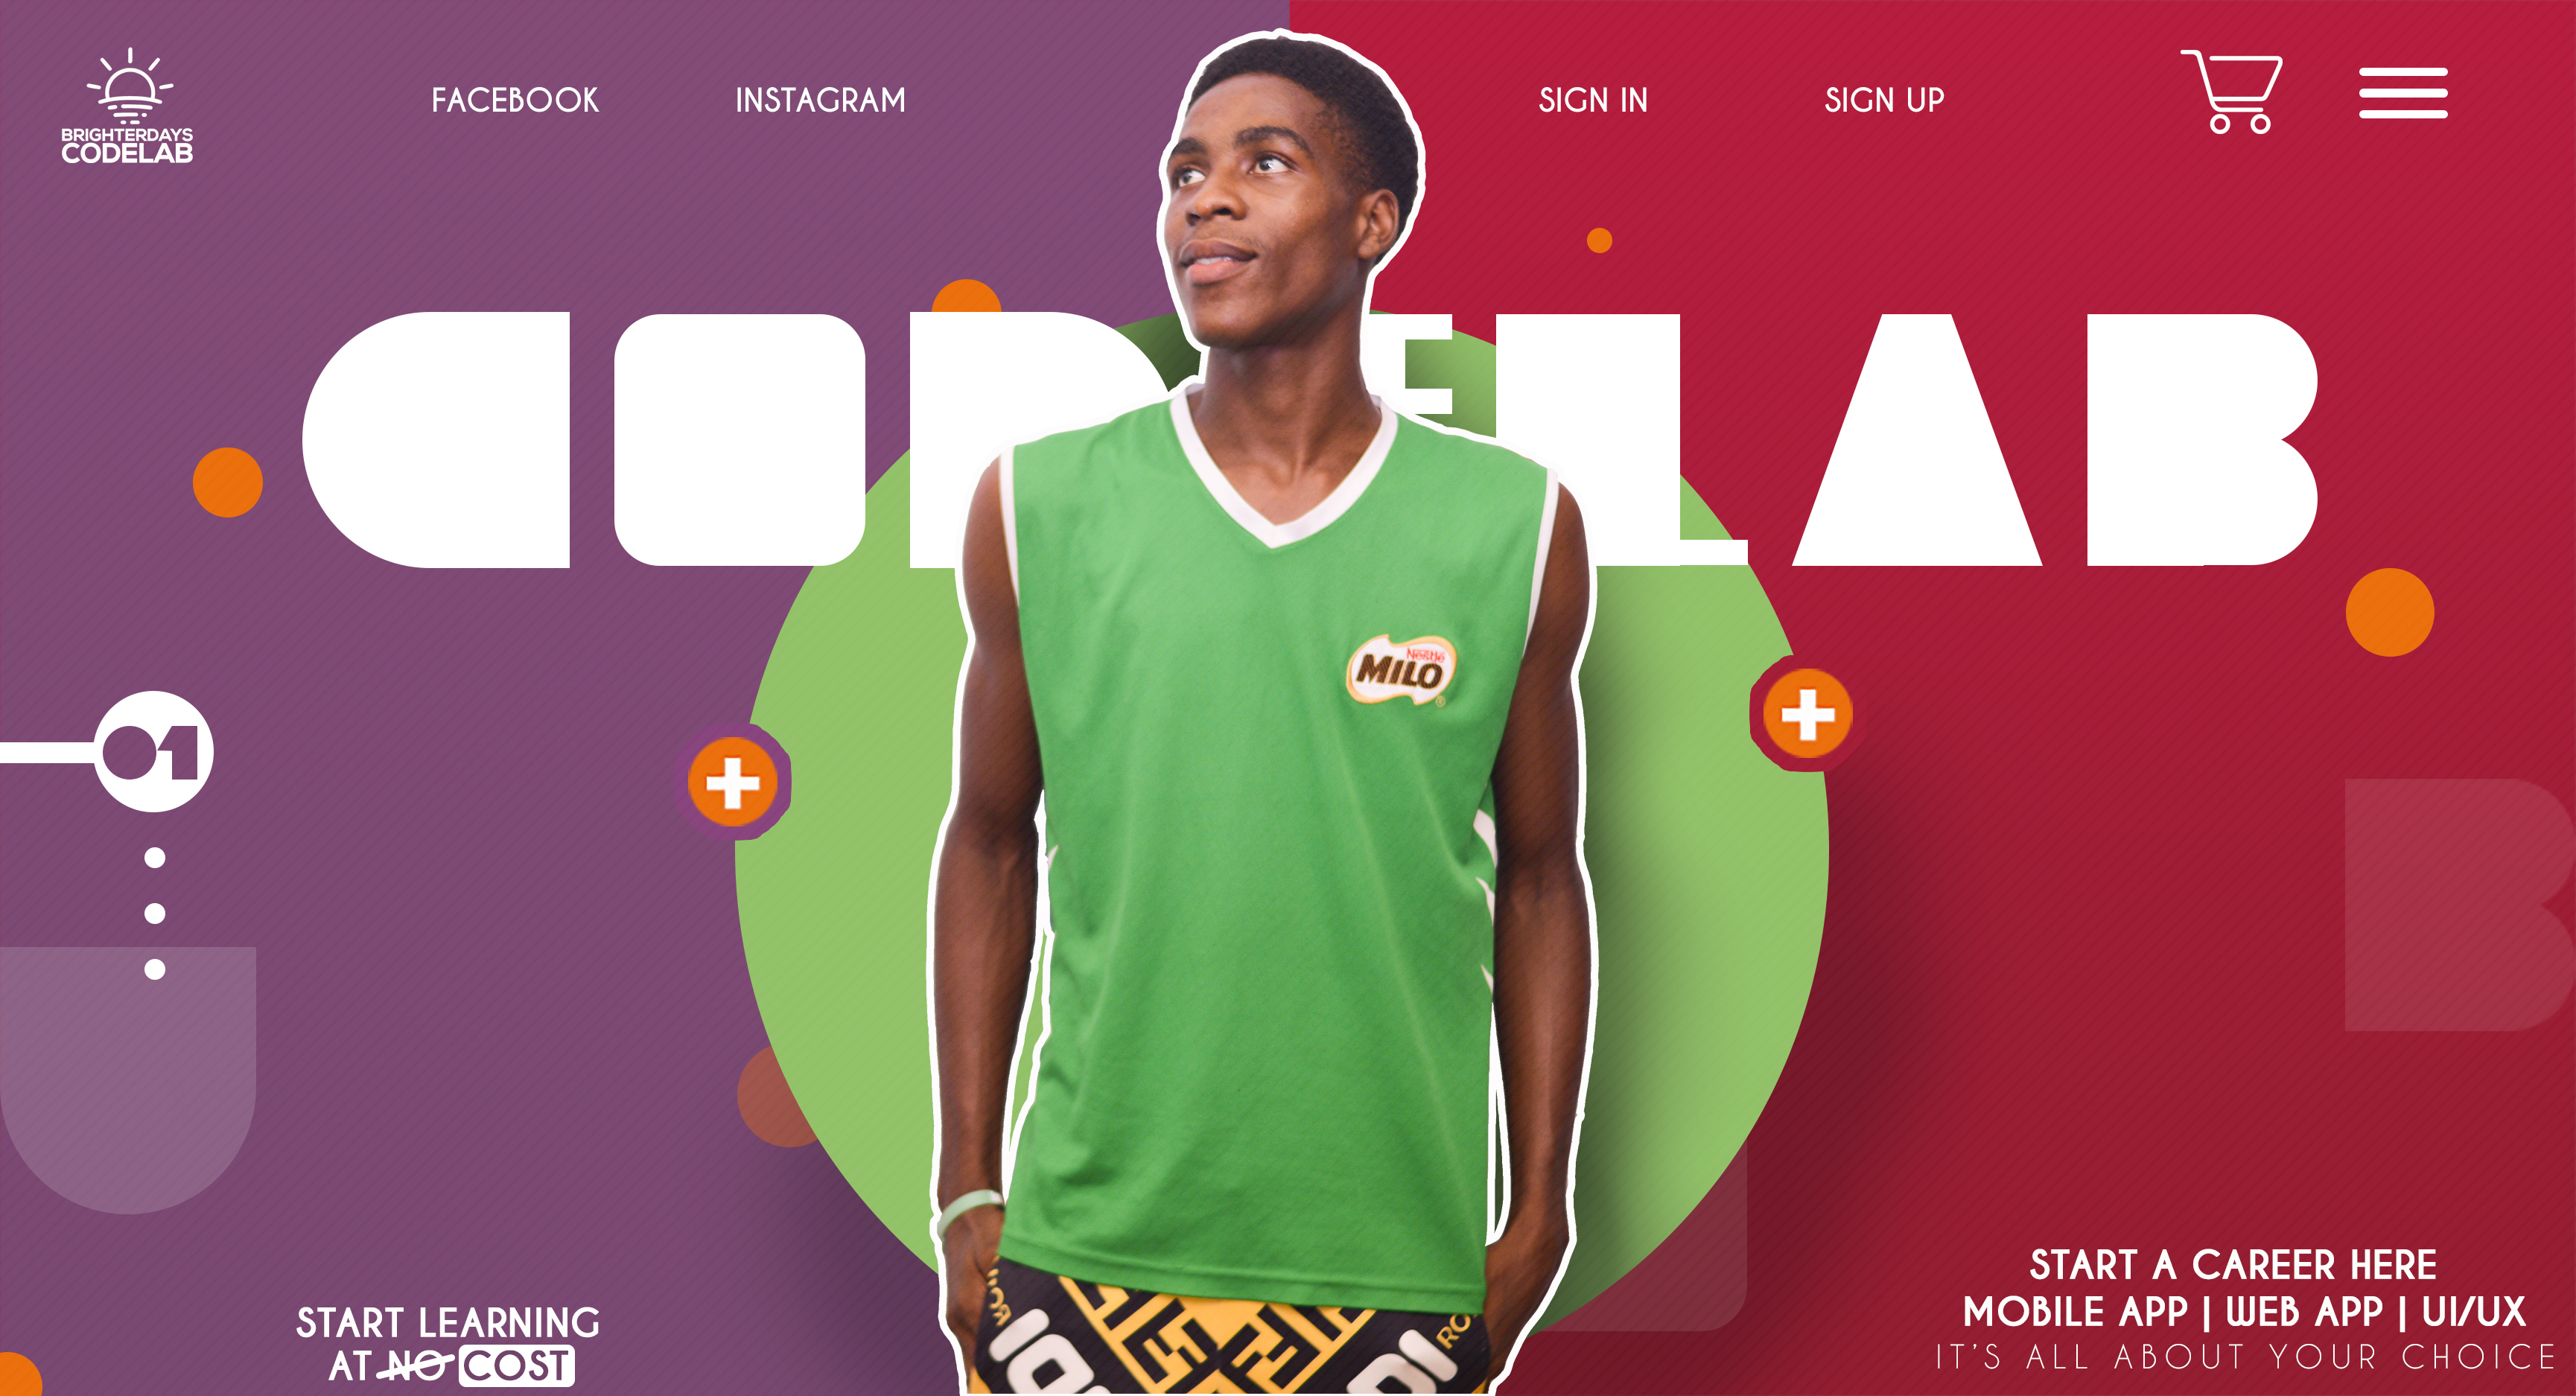 BRIGHTERDAYS
CODELAB
FACEBOOK
INSTAGRAM
SIGN IN
SIGN UP
CODELAB
Nestlé
MILO
01
START LEARNING
AT NO COST
START A CAREER HERE
MOBILE APP | WEB APP | UI/UX
IT'S ALL ABOUT YOUR CHOICE